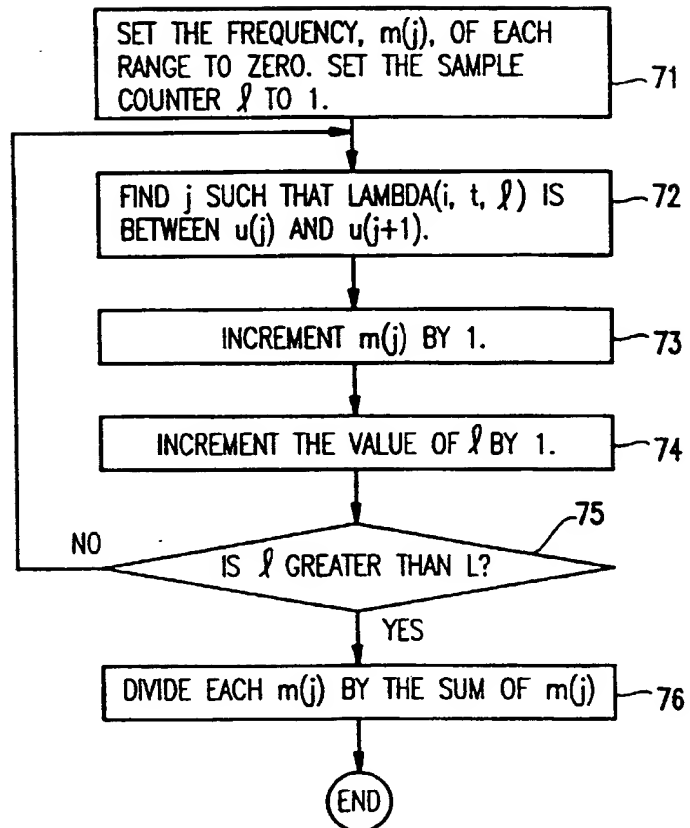 SET THE FREQUENCY, m(j), OF EACH
RANGE TO ZERO. SET THE SAMPLE
COUNTER ℓ TO 1.
71
FIND j SUCH THAT LAMBDA(i, t, ℓ) IS
BETWEEN u(j) AND u(j+1).
72
INCREMENT m(j) BY 1.
73
INCREMENT THE VALUE OF ℓ BY 1.
74
75
NO
IS ℓ GREATER THAN L?
YES
DIVIDE EACH m(j) BY THE SUM OF m(j)
76
END